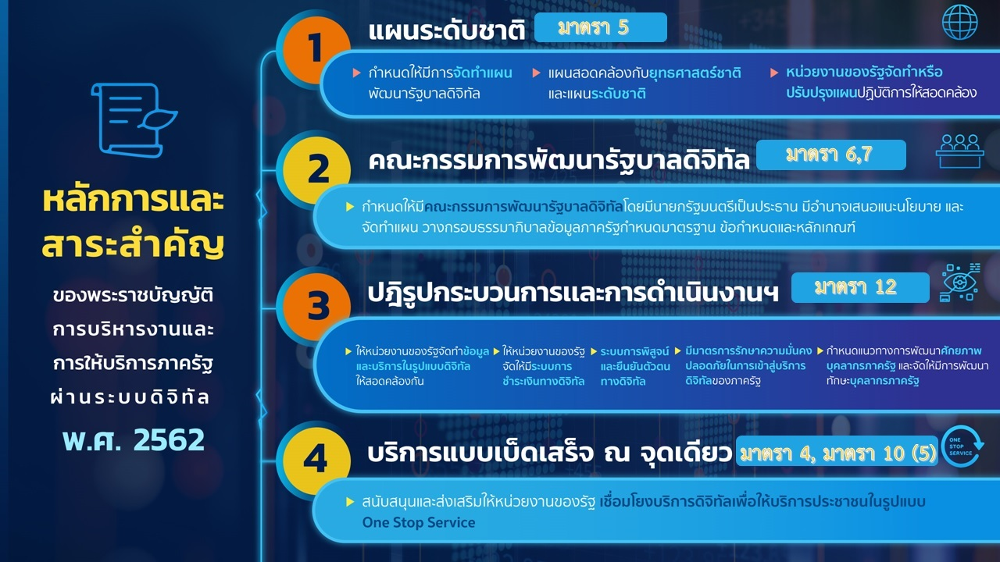 หลักการและ
สาระสำคัญ
ของพระราชบัญญัติ
การบริหารงานและ
การให้บริการภาครัฐ
ผ่านระบบดิจิทัล
พ.ศ. 2562
1
แผนระดับชาติ มาตรา 5
กำหนดให้มีการจัดทำแผน
พัฒนารัฐบาลดิจิทัล
แผนสอดคล้องกับยุทธศาสตร์ชาติ
และแผนระดับชาติ
หน่วยงานของรัฐจัดทำหรือ
ปรับปรุงแผนปฏิบัติการให้สอดคล้อง
2
คณะกรรมการพัฒนารัฐบาลดิจิทัล มาตรา 6,7
กำหนดให้มีคณะกรรมการพัฒนารัฐบาลดิจิทัลโดยมีนายกรัฐมนตรีเป็นประธาน มีอำนาจเสนอแนะนโยบาย และ
จัดทำแผน วางกรอบธรรมาภิบาลข้อมูลภาครัฐกำหนดมาตรฐาน ข้อกำหนดและหลักเกณฑ์
3
ปฎิรูปกระบวนการและการดำเนินงานฯ มาตรา 12
ให้หน่วยงานของรัฐจัดทำข้อมูล
และบริการในรูปแบบดิจิทัล
ให้สอดคล้องกัน
ให้หน่วยงานของรัฐ
จัดให้มีระบบการ
ชำระเงินทางดิจิทัล
ระบบการพิสูจน์
และยืนยันตัวตน
ทางดิจิทัล
มีมาตรการรักษาความมั่นคง
ปลอดภัยในการเข้าสู่บริการ
ดิจิทัลของภาครัฐ
กำหนดแนวทางการพัฒนาศักยภาพ
บุคลากรภาครัฐ และจัดให้มีการพัฒนา
ทักษะบุคลากรภาครัฐ
4
บริการแบบเบ็ดเสร็จ ณ จุดเดียว มาตรา 4, มาตรา 10 (5)
ONE
STOP
SERVICE
สนับสนุนและส่งเสริมให้หน่วยงานของรัฐ เชื่อมโยงบริการดิจิทัลเพื่อให้บริการประชาชนในรูปแบบ
One Stop Service